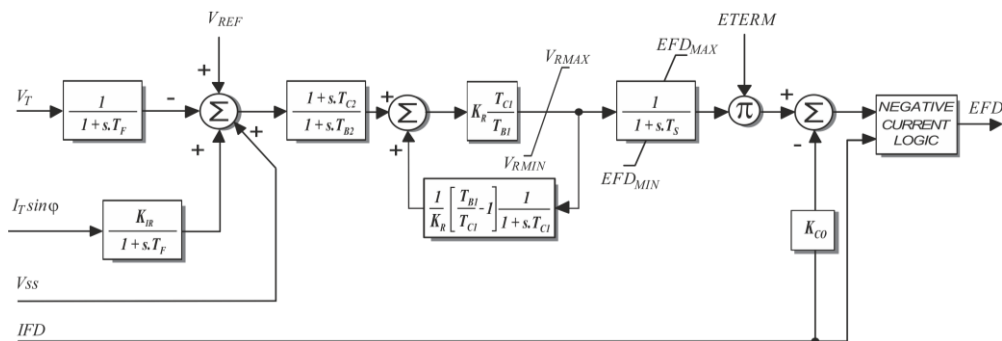 V_REF
ETERM
V_T
1
1+s.T_F
-
+
Σ
+
+
1+s.T_C2
1+s.T_B2
+
Σ
+
K_R T_C1
T_B1
V_RMAX
V_RMIN
EFD_MAX
1
1+s.T_S
EFD_MIN
π
+
Σ
-
NEGATIVE
CURRENT
LOGIC
EFD
1
K_R
[T_B1
T_C1
-1]
1
1+s.T_C1
I_T sinφ
K_IR
1+s.T_F
K_CO
Vss
IFD